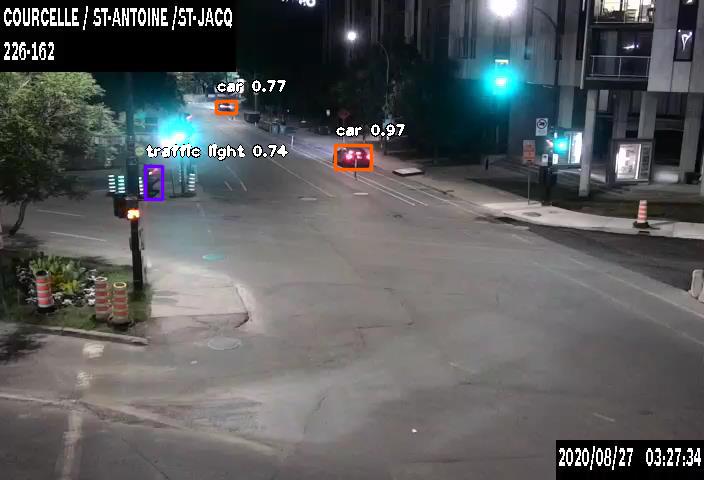 COURCELLE / ST-ANTOINE /ST-JACQ
226-162
car 0.77
car 0.97
traffic light 0.74
2020/08/27 03:27:34